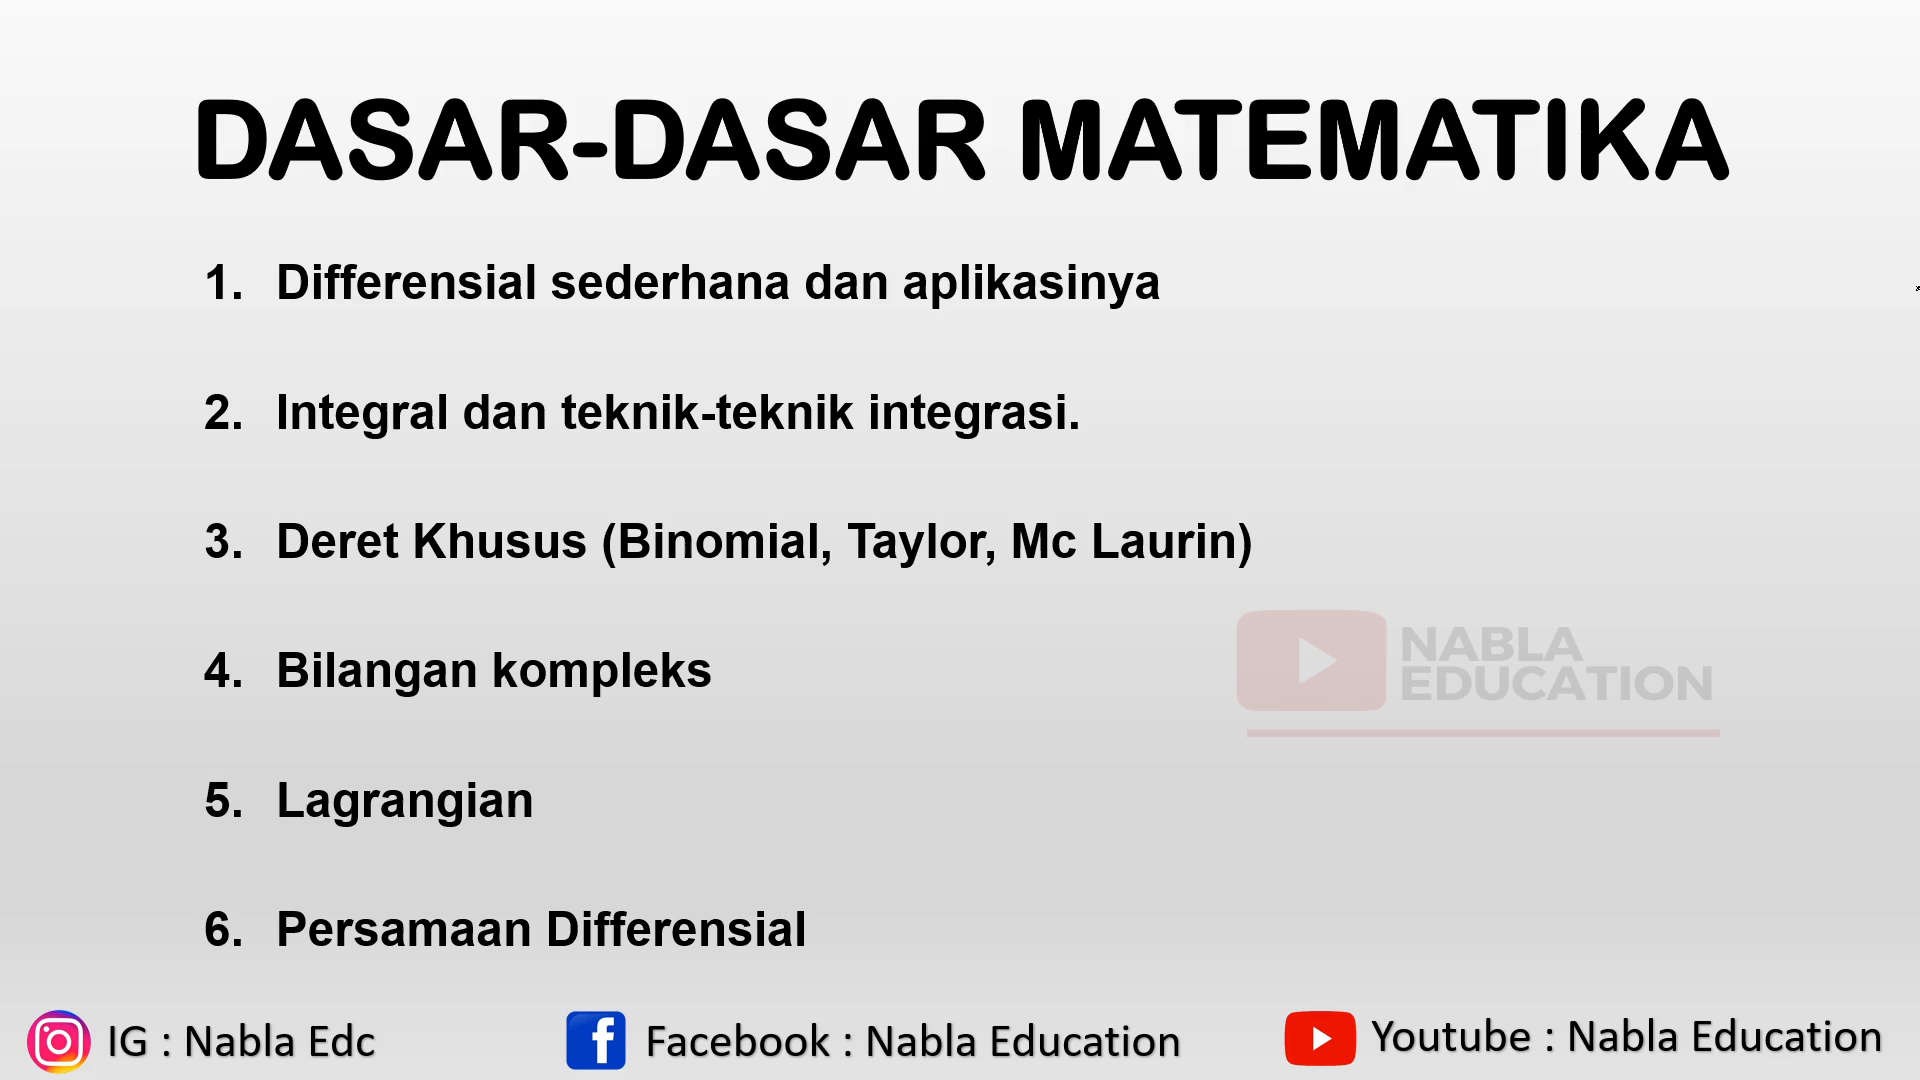 DASAR-DASAR MATEMATIKA
1. Differensial sederhana dan aplikasinya
2. Integral dan teknik-teknik integrasi.
3. Deret Khusus (Binomial, Taylor, Mc Laurin)
NABLA
EDUCATION
4. Bilangan kompleks
5. Lagrangian
6. Persamaan Differensial
IG : Nabla Edc
Facebook : Nabla Education
Youtube : Nabla Education